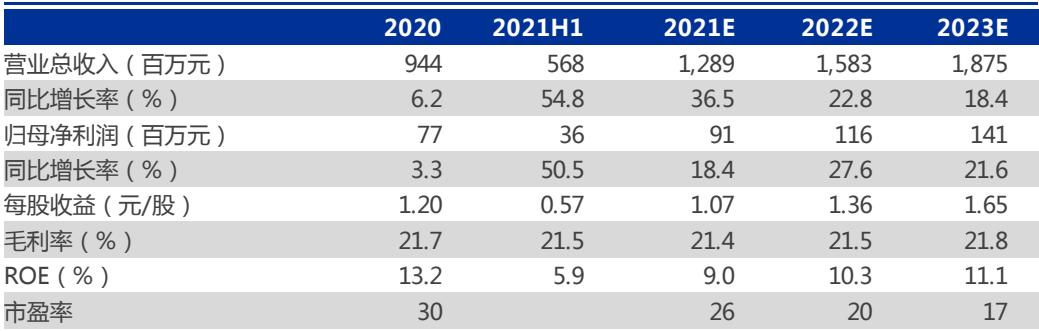 2020 2021H1 2021E 2022E 2023E
营业总收入（百万元） 944 568 1,289 1,583 1,875
同比增长率（%） 6.2 54.8 36.5 22.8 18.4
归母净利润（百万元） 77 36 91 116 141
同比增长率（%） 3.3 50.5 18.4 27.6 21.6
每股收益（元/股） 1.20 0.57 1.07 1.36 1.65
毛利率（%） 21.7 21.5 21.4 21.5 21.8
ROE（%） 13.2 5.9 9.0 10.3 11.1
市盈率 30 26 20 17